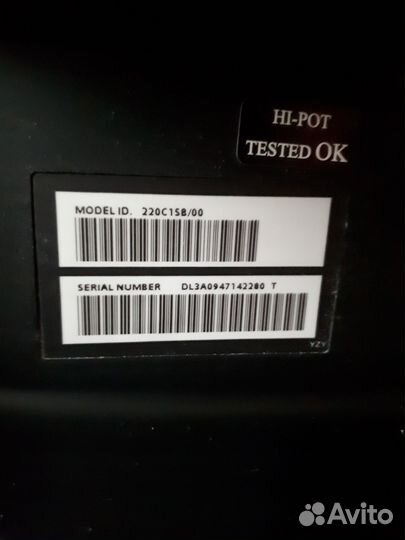 HI-POT
TESTED OK
MODEL ID. 220C1SB/00
SERIAL NUMBER DL3A0947142280 T
YZY
Avito